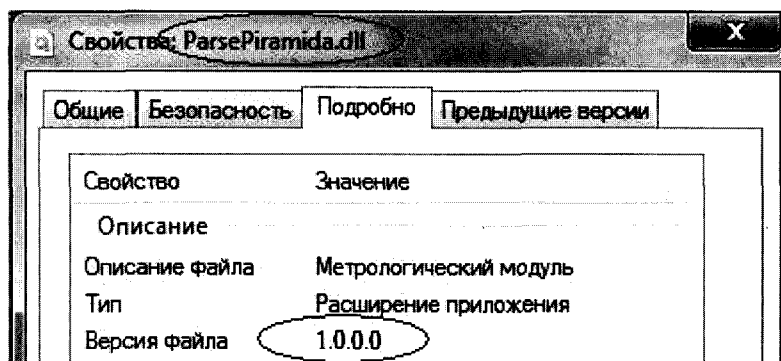 Свойства: ParsePiramida.dll
X
Общие Безопасность Подробно Предыдущие версии
Свойство Значение
Описание
Описание файла Метрологический модуль
Тип Расширение приложения
Версия файла 1.0.0.0